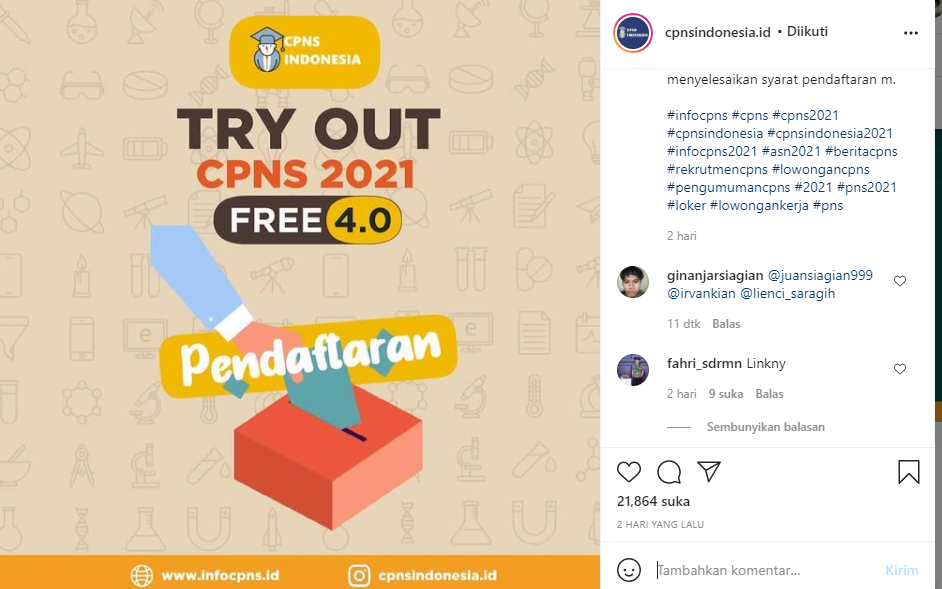 CPNS
INDONESIA
TRY OUT
CPNS 2021
FREE 4.0
Pendaftaran
www.infocpns.id
cpnsindonesia.id
cpnsindonesia.id • Diikuti
menyelesaikan syarat pendaftaran m.
#infocpns #cpns #cpns2021
#cpnsindonesia #cpnsindonesia2021
#infocpns2021 #asn2021 #beritacpns
#rekrutmencpns #lowongancpns
#pengumumancpns #2021 #pns2021
#loker #lowongankerja #pns
2 hari
ginanjarsiagian @juansiagian999
@irvankian @lienci_saragih
11 dtk Balas
fahri_sdrmn Linkny
2 hari 9 suka Balas
Sembunyikan balasan
21,864 suka
2 HARI YANG LALU
Tambahkan komentar...
Kirim